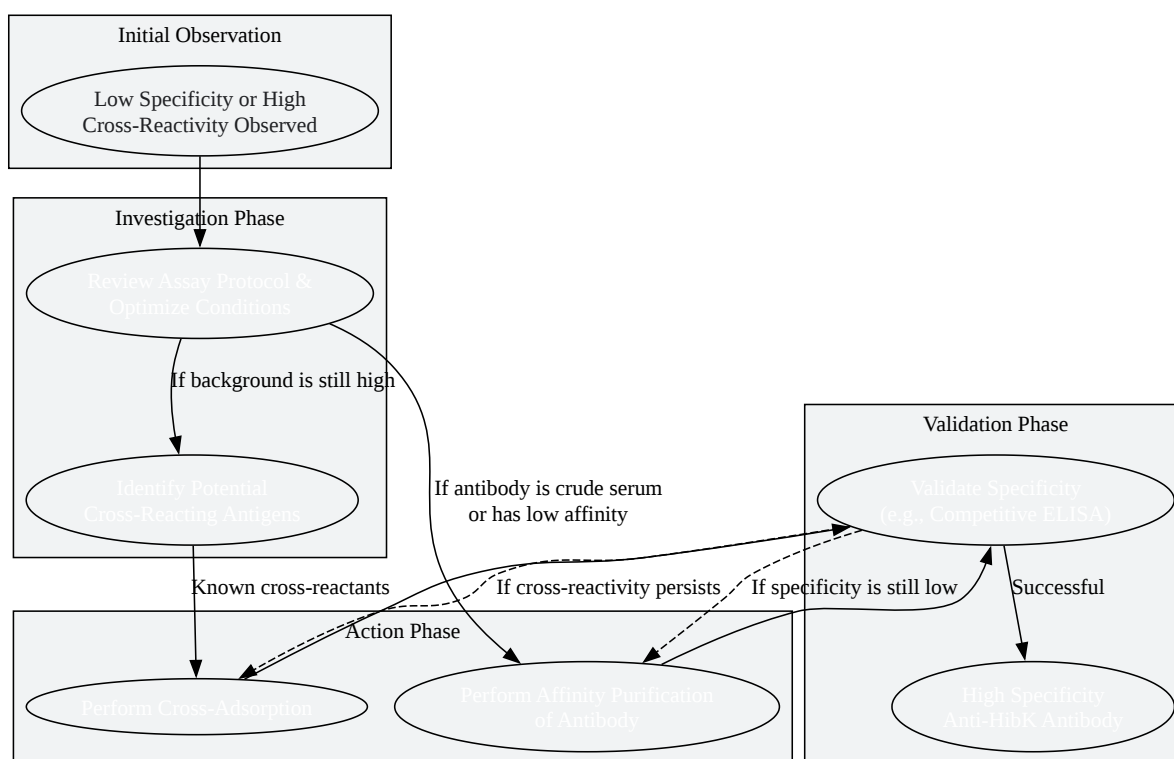 Initial Observation
Low Specificity or High
Cross-Reactivity Observed
Investigation Phase
Review Assay Protocol &
Optimize Conditions
If background is still high
Identify Potential
Cross-Reacting Antigens
If antibody is crude serum
or has low affinity
Validation Phase
Validate Specificity
(e.g., Competitive ELISA)
Known cross-reactants
If cross-reactivity persists
If specificity is still low
Successful
Action Phase
Perform Cross-Adsorption
Perform Affinity Purification
of Antibody
High Specificity
Anti-HibK Antibody